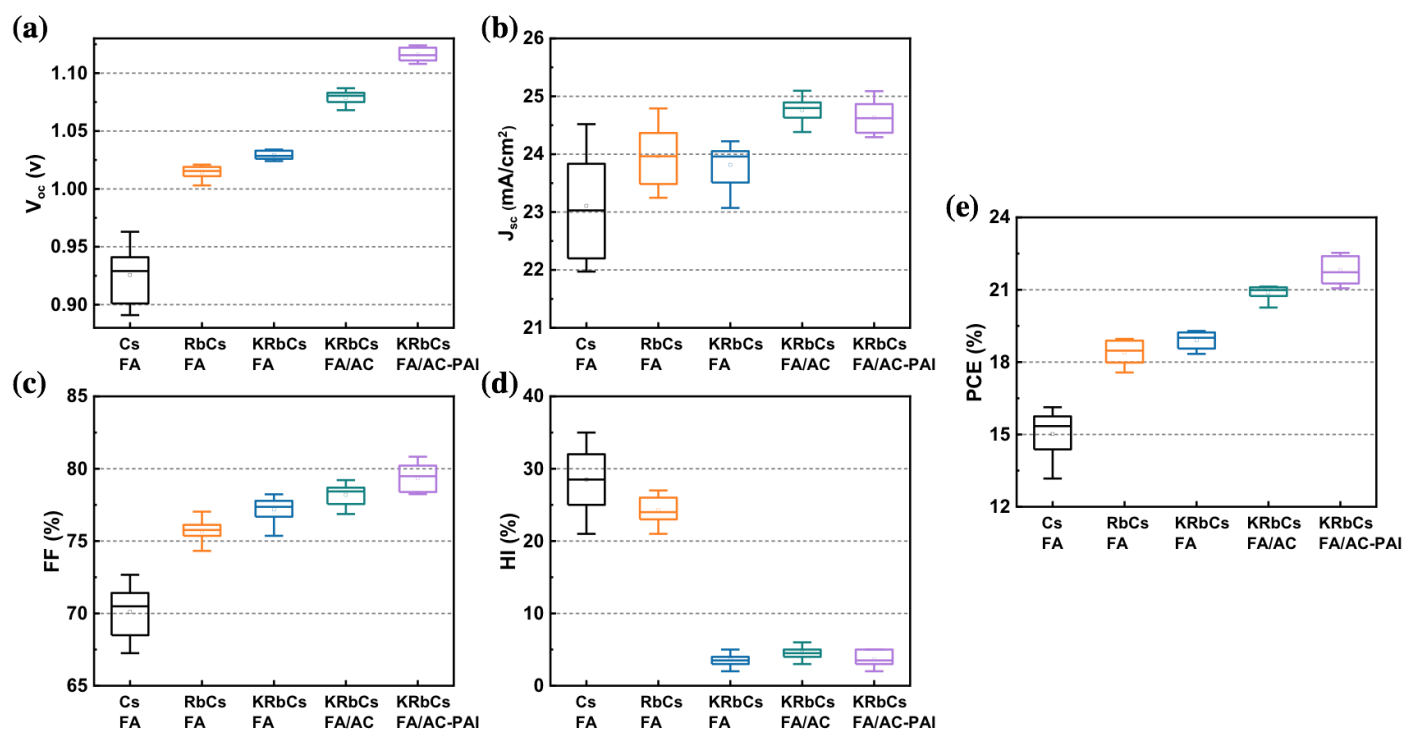 (a)
V_oc (v)
1.10
1.05
1.00
0.95
0.90
Cs RbCs KRbCs KRbCs KRbCs
FA FA FA FA/AC FA/AC-PAI
(b)
J_sc (mA/cm²)
26
25
24
23
22
21
Cs RbCs KRbCs KRbCs KRbCs
FA FA FA FA/AC FA/AC-PAI
(c)
FF (%)
85
80
75
70
65
Cs RbCs KRbCs KRbCs KRbCs
FA FA FA FA/AC FA/AC-PAI
(d)
HI (%)
40
30
20
10
0
Cs RbCs KRbCs KRbCs KRbCs
FA FA FA FA/AC FA/AC-PAI
(e)
PCE (%)
24
21
18
15
12
Cs RbCs KRbCs KRbCs KRbCs
FA FA FA FA/AC FA/AC-PAI